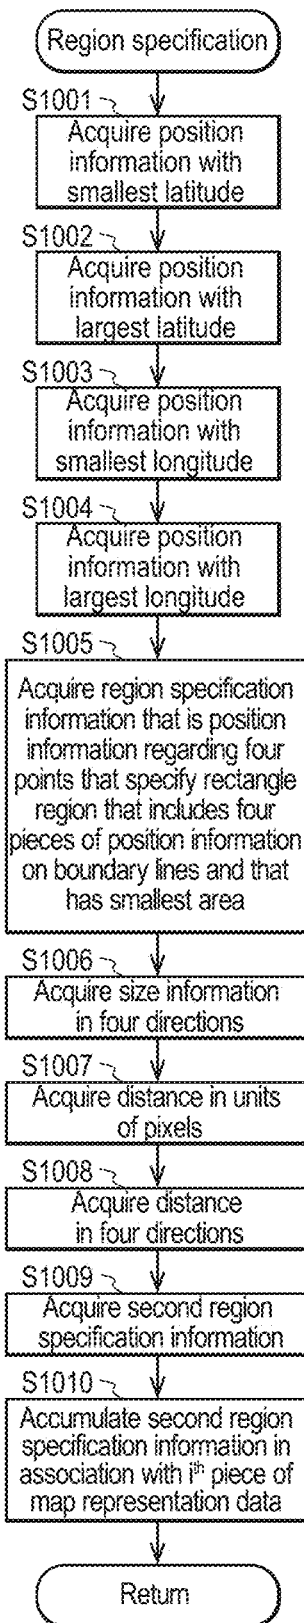 Region specification
S1001
Acquire position
information with
smallest latitude
S1002
Acquire position
information with
largest latitude
S1003
Acquire position
information with
smallest longitude
S1004
Acquire position
information with
largest longitude
S1005
Acquire region specification
information that is position
information regarding four
points that specify rectangle
region that includes four
pieces of position information
on boundary lines and that
has smallest area
S1006
Acquire size information
in four directions
S1007
Acquire distance in units
of pixels
S1008
Acquire distance
in four directions
S1009
Acquire second region
specification information
S1010
Accumulate second region
specification information in
association with ith piece of
map representation data
Return